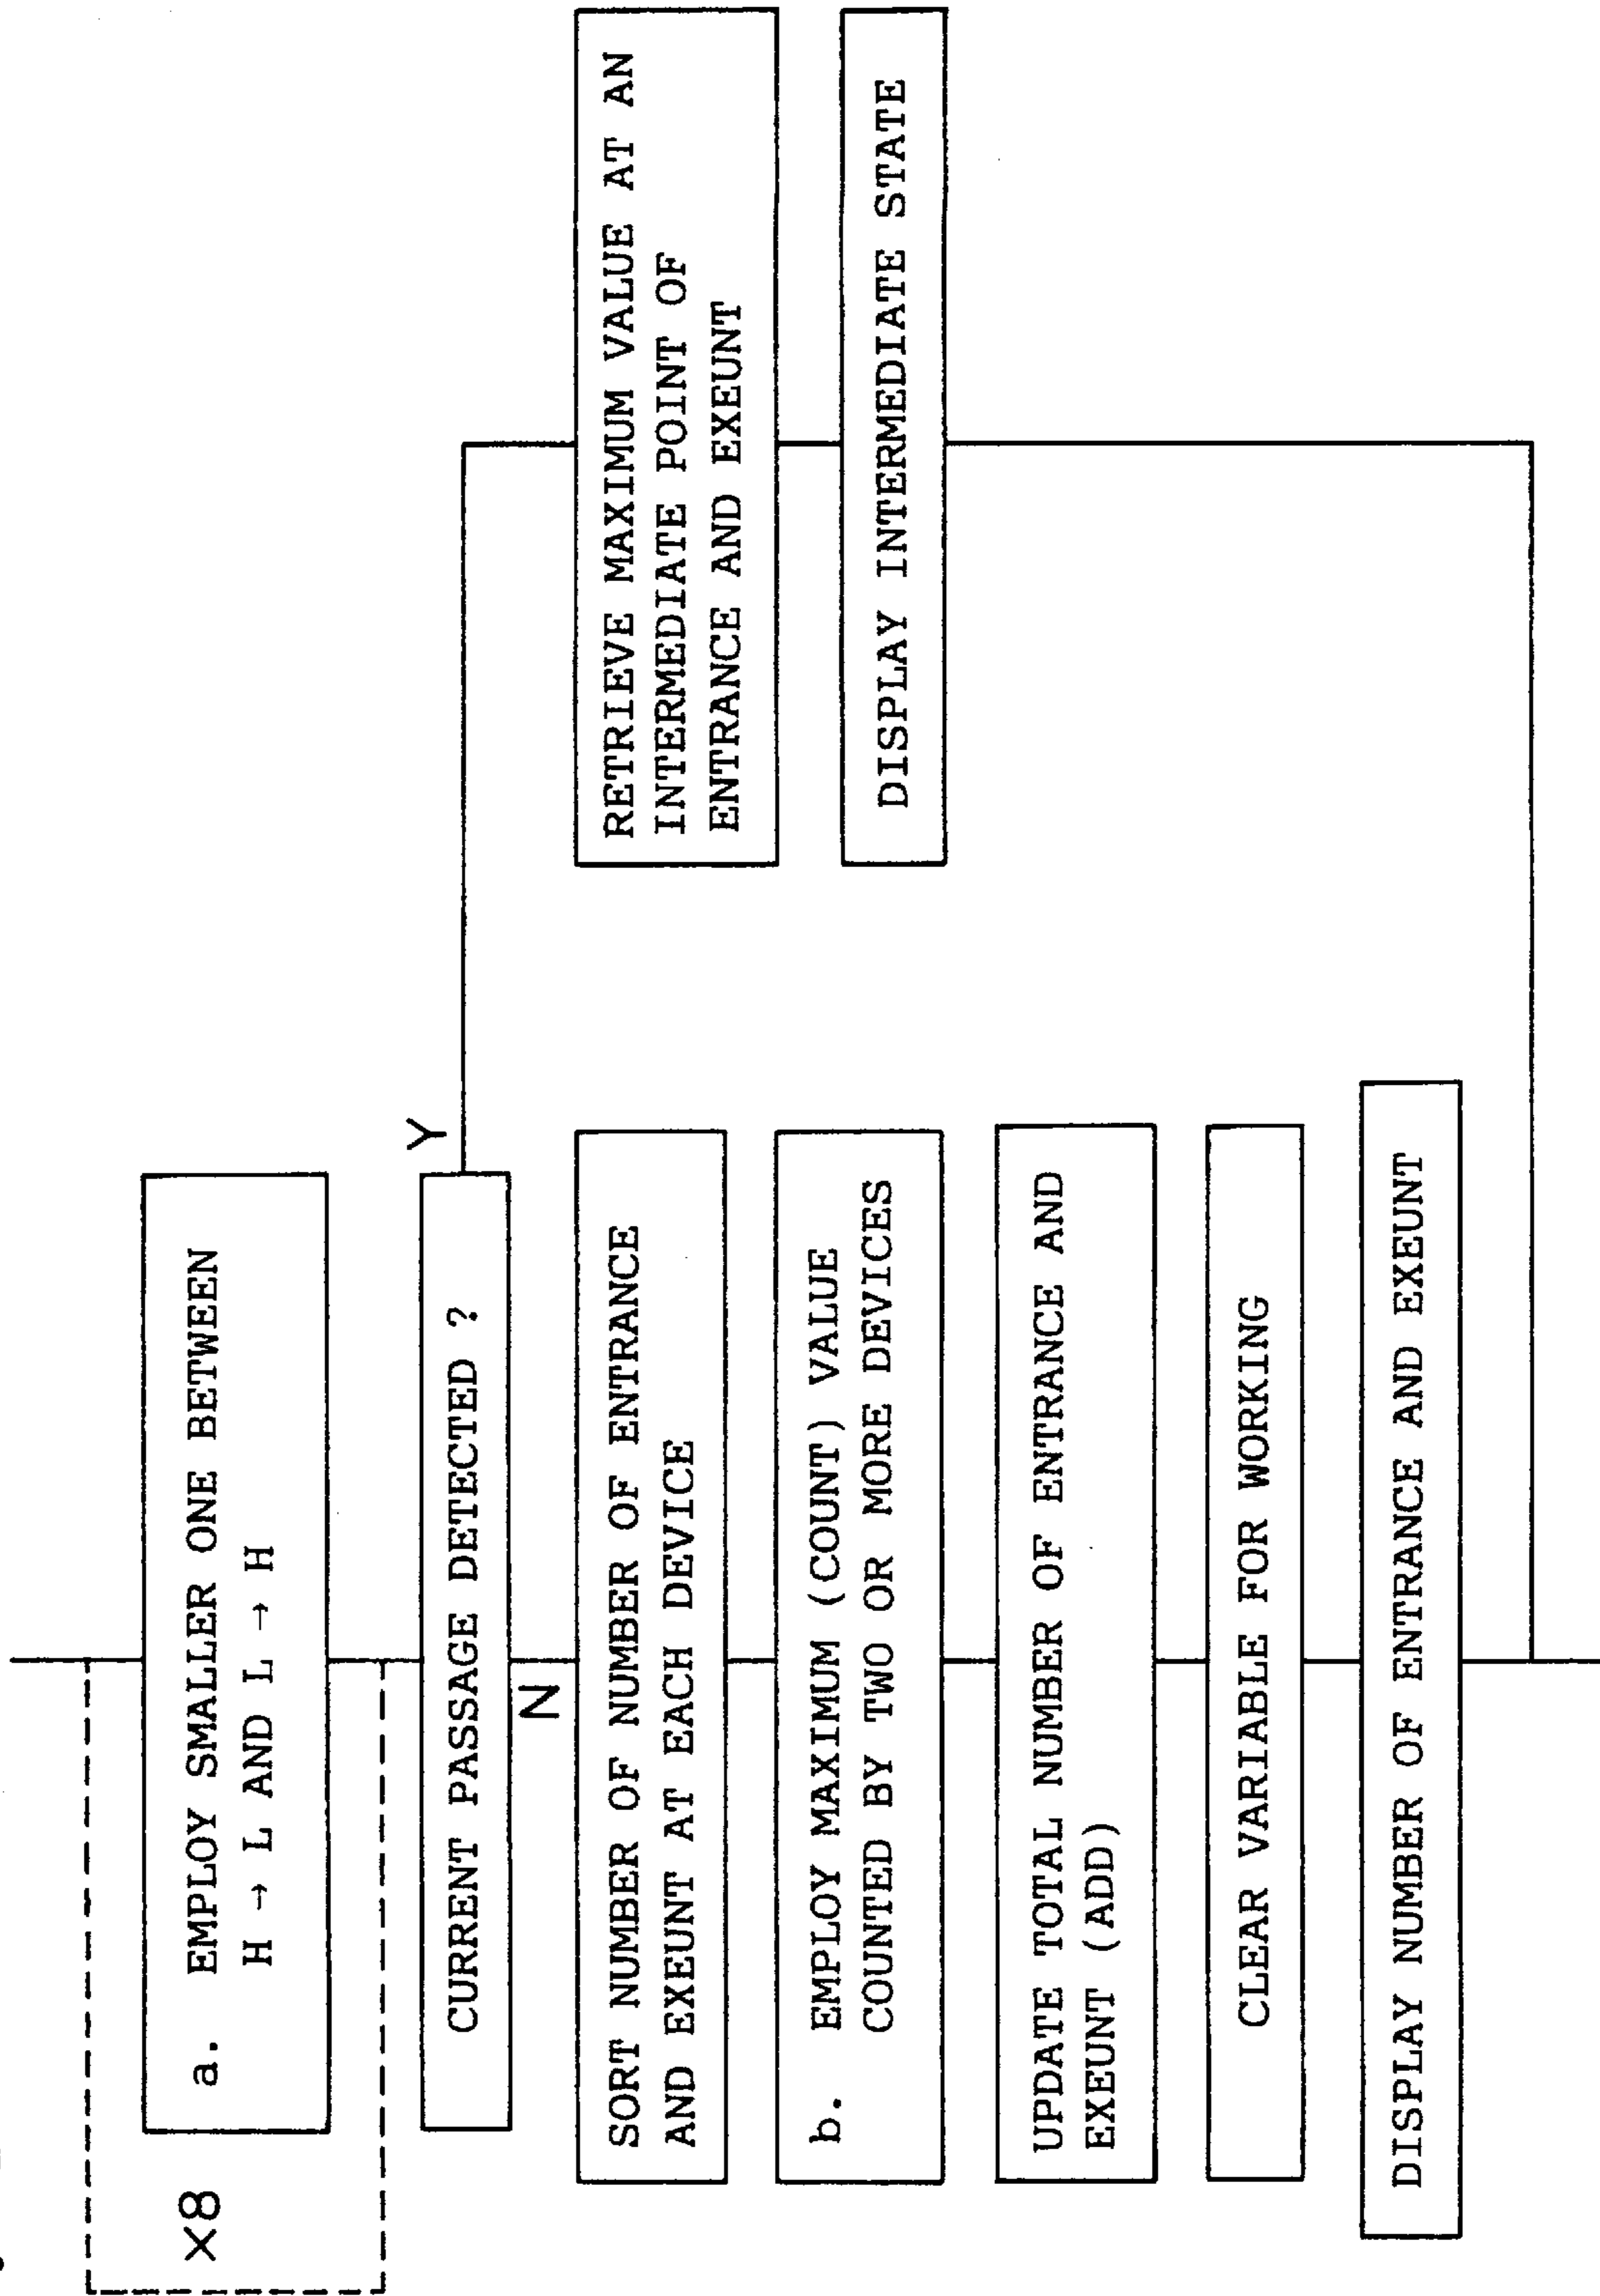 ×8
a. EMPLOY SMALLER ONE BETWEEN
H → L AND L → H
CURRENT PASSAGE DETECTED ?
Y
N
SORT NUMBER OF NUMBER OF ENTRANCE
AND EXEUNT AT EACH DEVICE
b. EMPLOY MAXIMUM (COUNT) VALUE
COUNTED BY TWO OR MORE DEVICES
UPDATE TOTAL NUMBER OF ENTRANCE AND
EXEUNT (ADD)
CLEAR VARIABLE FOR WORKING
DISPLAY NUMBER OF ENTRANCE AND EXEUNT
RETRIEVE MAXIMUM VALUE AT AN
INTERMEDIATE POINT OF
ENTRANCE AND EXEUNT
DISPLAY INTERMEDIATE STATE